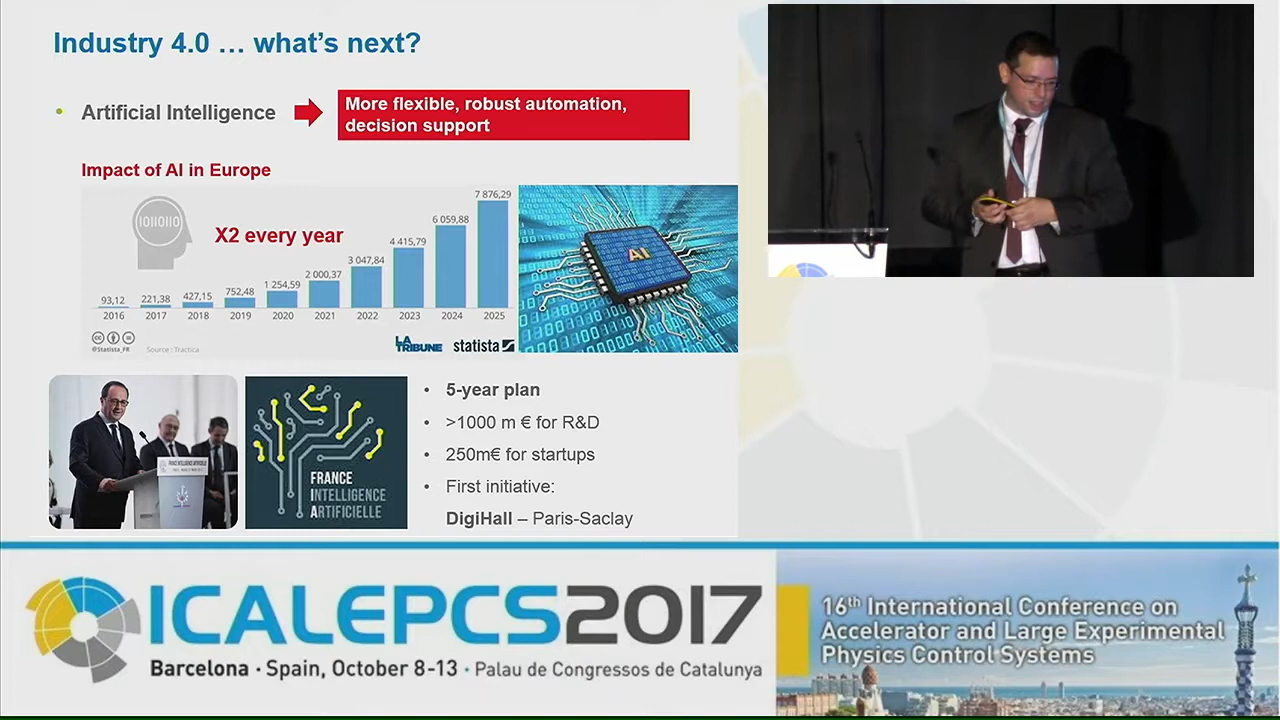 Industry 4.0 … what's next?
• Artificial Intelligence
More flexible, robust automation,
decision support
Impact of AI in Europe
X2 every year
93,12
221,38
427,15
752,48
1 254,59
2 000,37
3 047,84
4 415,79
6 059,88
7 876,29
2016
2017
2018
2019
2020
2021
2022
2023
2024
2025
@Statista_FR
Source : Tractica
LA
TRIBUNE
statista
AI
FRANCE INTELLIGENCE ARTIFICIELLE
FRANCE
INTELLIGENCE
ARTIFICIELLE
• 5-year plan
• >1000 m € for R&D
• 250m€ for startups
• First initiative:
DigiHall – Paris-Saclay
ICALEPCS2017
Barcelona · Spain, October 8-13 · Palau de Congressos de Catalunya
16th International Conference on
Accelerator and Large Experimental
Physics Control Systems